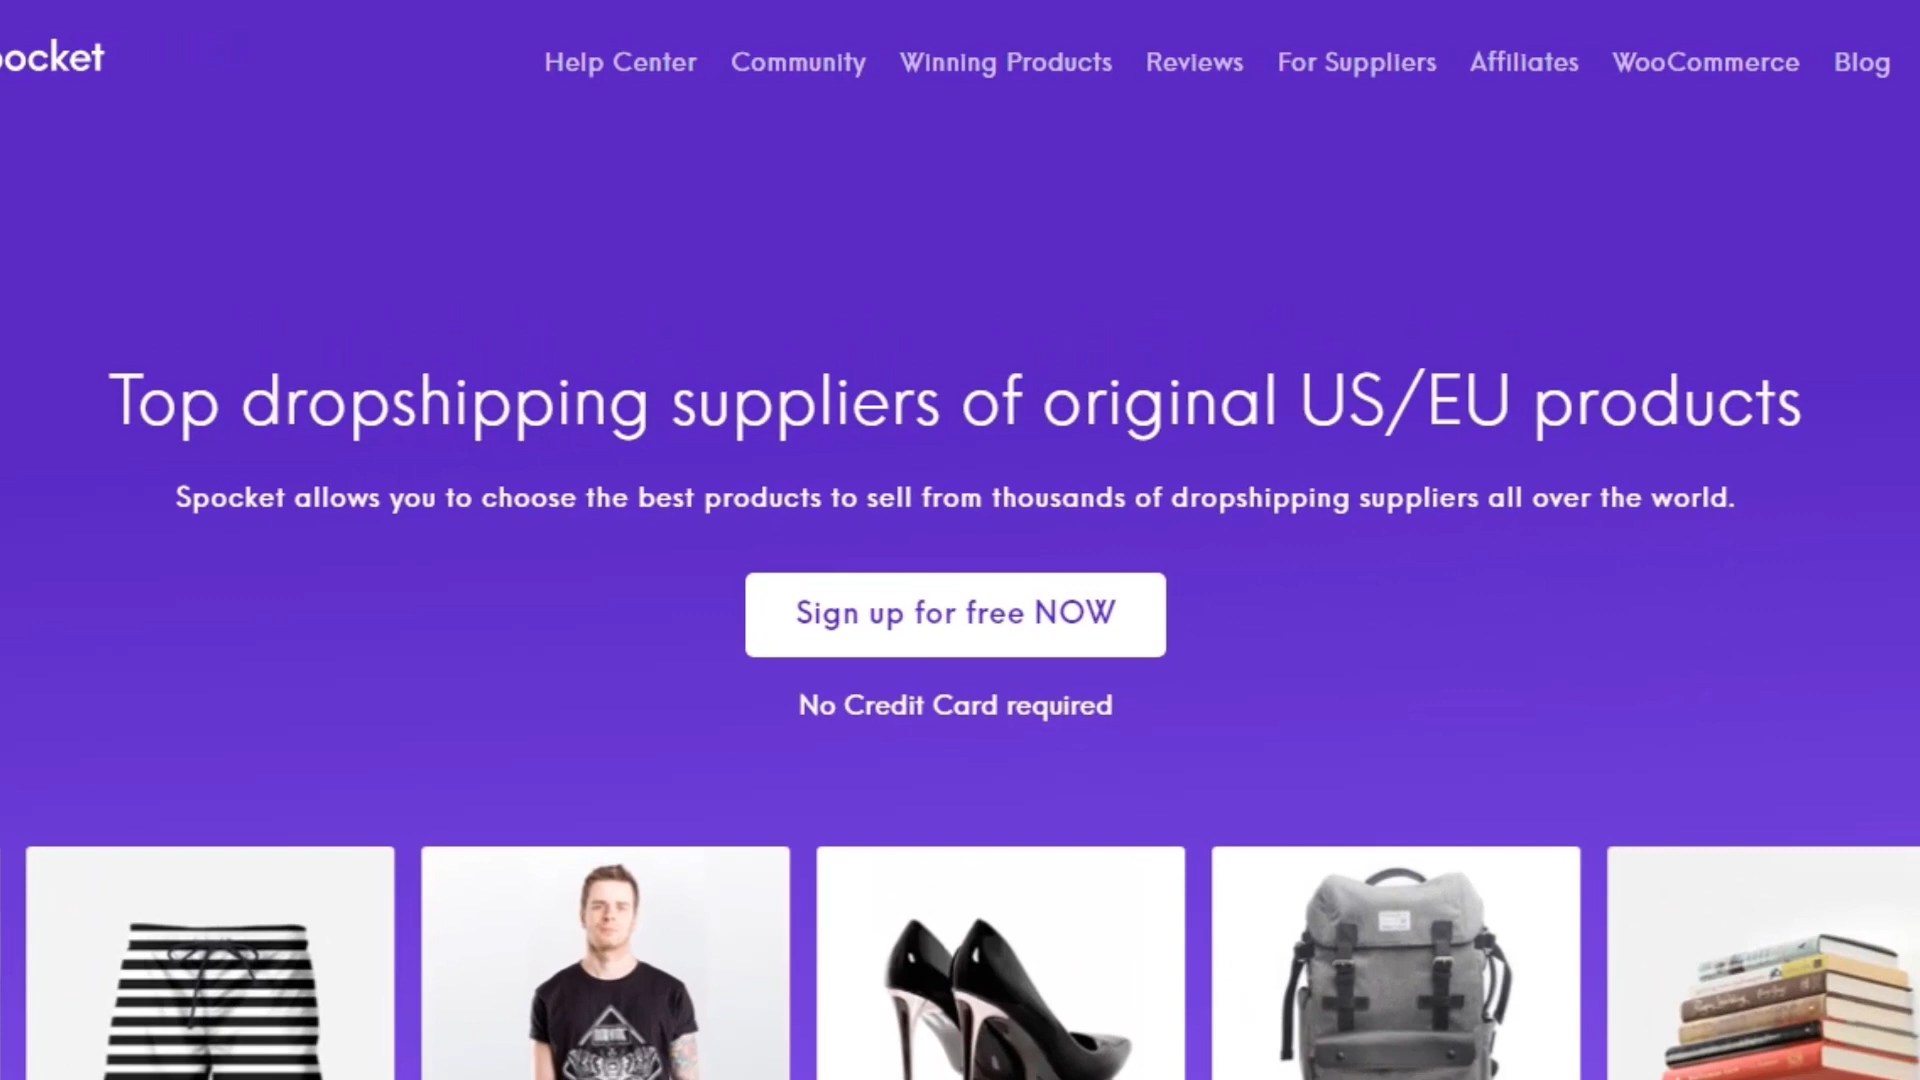 pocket
Help Center Community Winning Products Reviews For Suppliers Affiliates WooCommerce Blog
Top dropshipping suppliers of original US/EU products
Spocket allows you to choose the best products to sell from thousands of dropshipping suppliers all over the world.
Sign up for free NOW
No Credit Card required